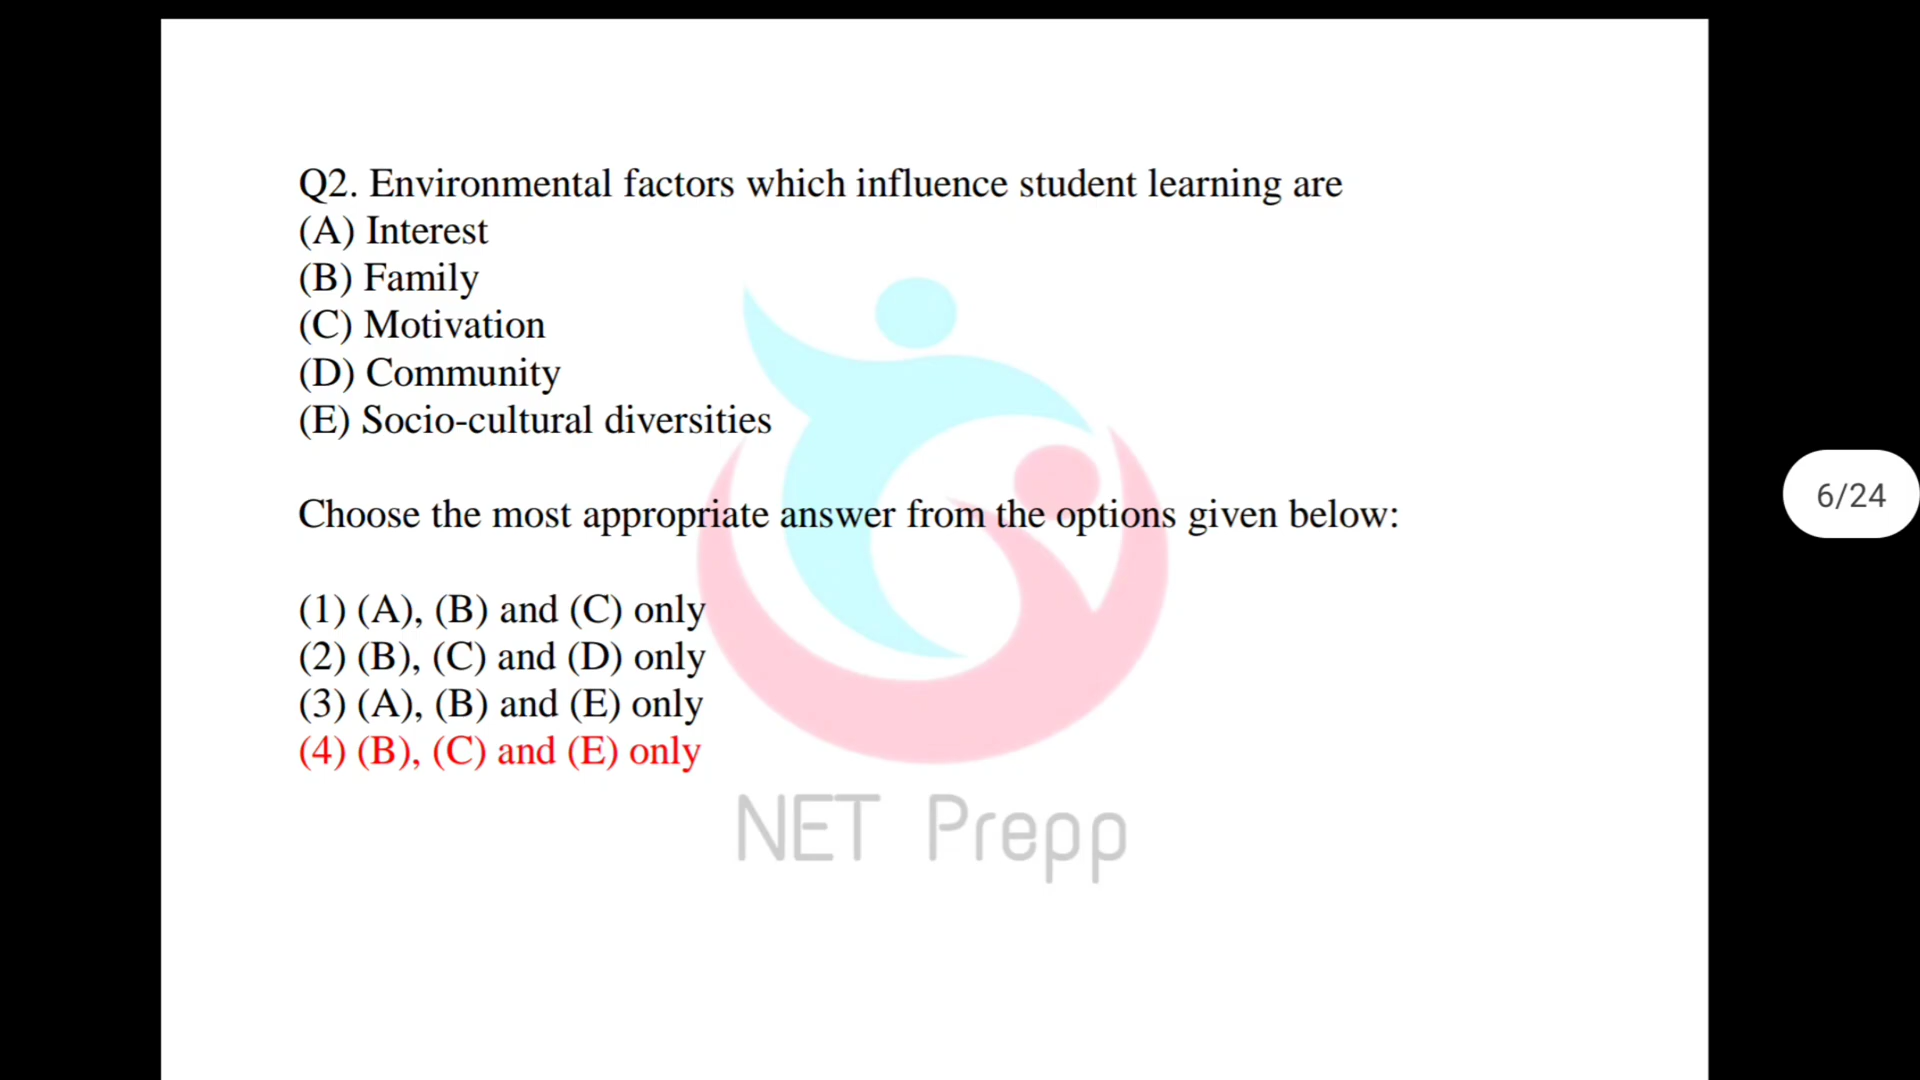 Q2. Environmental factors which influence student learning are
(A) Interest
(B) Family
(C) Motivation
(D) Community
(E) Socio-cultural diversities
Choose the most appropriate answer from the options given below:
(1) (A), (B) and (C) only
(2) (B), (C) and (D) only
(3) (A), (B) and (E) only
(4) (B), (C) and (E) only
NET Prepp
6/24